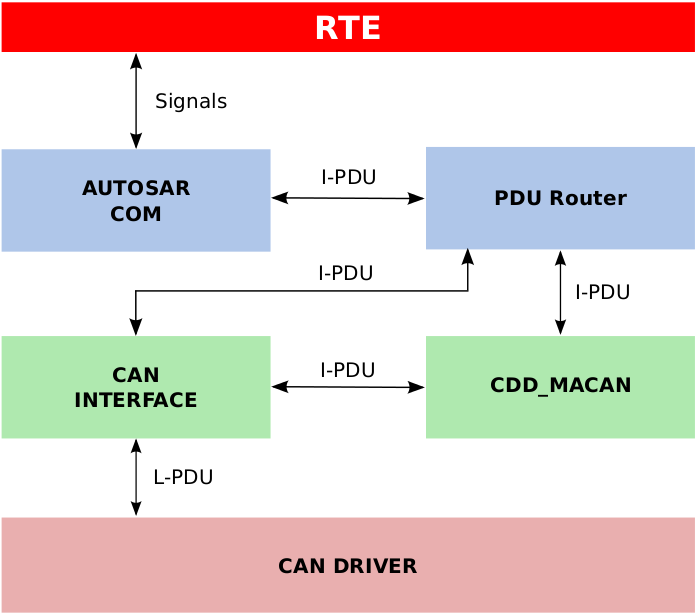 RTE
Signals
AUTOSAR
COM
I-PDU
PDU Router
I-PDU
I-PDU
CAN
INTERFACE
I-PDU
CDD_MACAN
L-PDU
CAN DRIVER